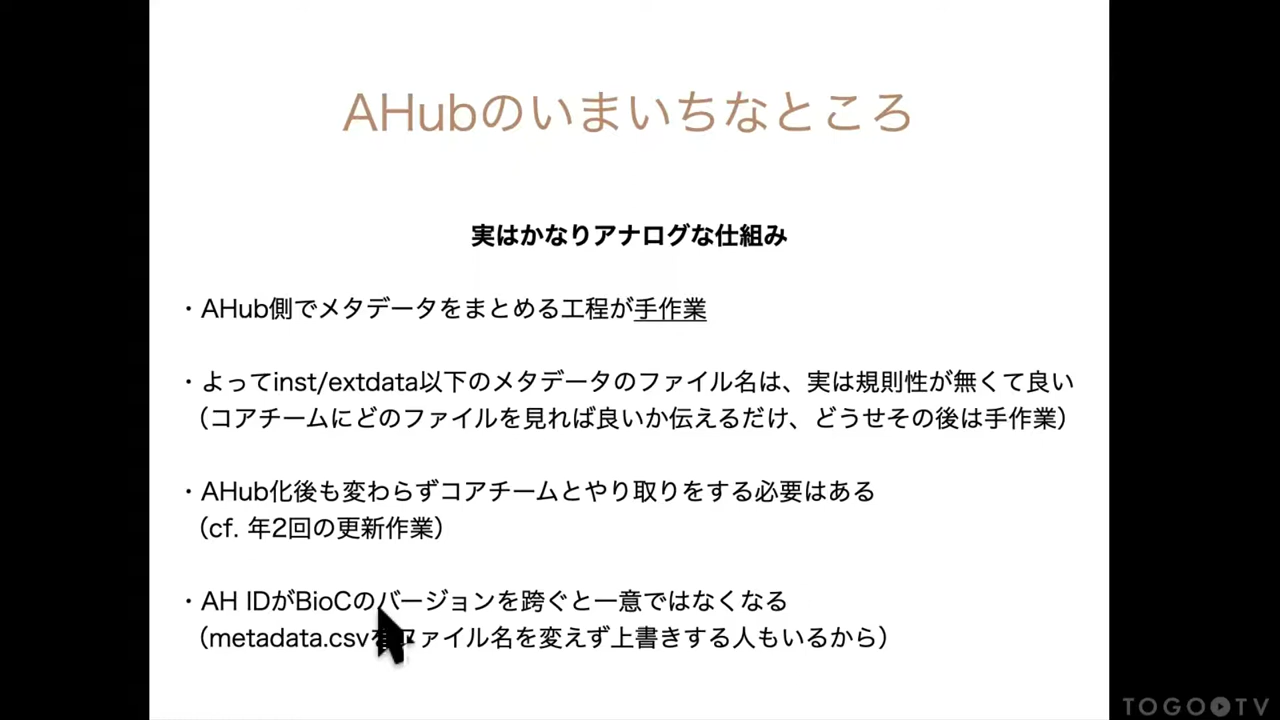 AHubのいまいちなところ
実はかなりアナログな仕組み
・AHub側でメタデータをまとめる工程が手作業
・よってinst/extdata以下のメタデータのファイル名は、実は規則性が無くて良い
（コアチームにどのファイルを見れば良いか伝えるだけ、どうせその後は手作業）
・AHub化後も変わらずコアチームとやり取りをする必要はある
（cf. 年2回の更新作業）
・AH IDがBioCのバージョンを跨ぐと一意ではなくなる
（metadata.csvをファイル名を変えず上書きする人もいるから）
TOGOTV